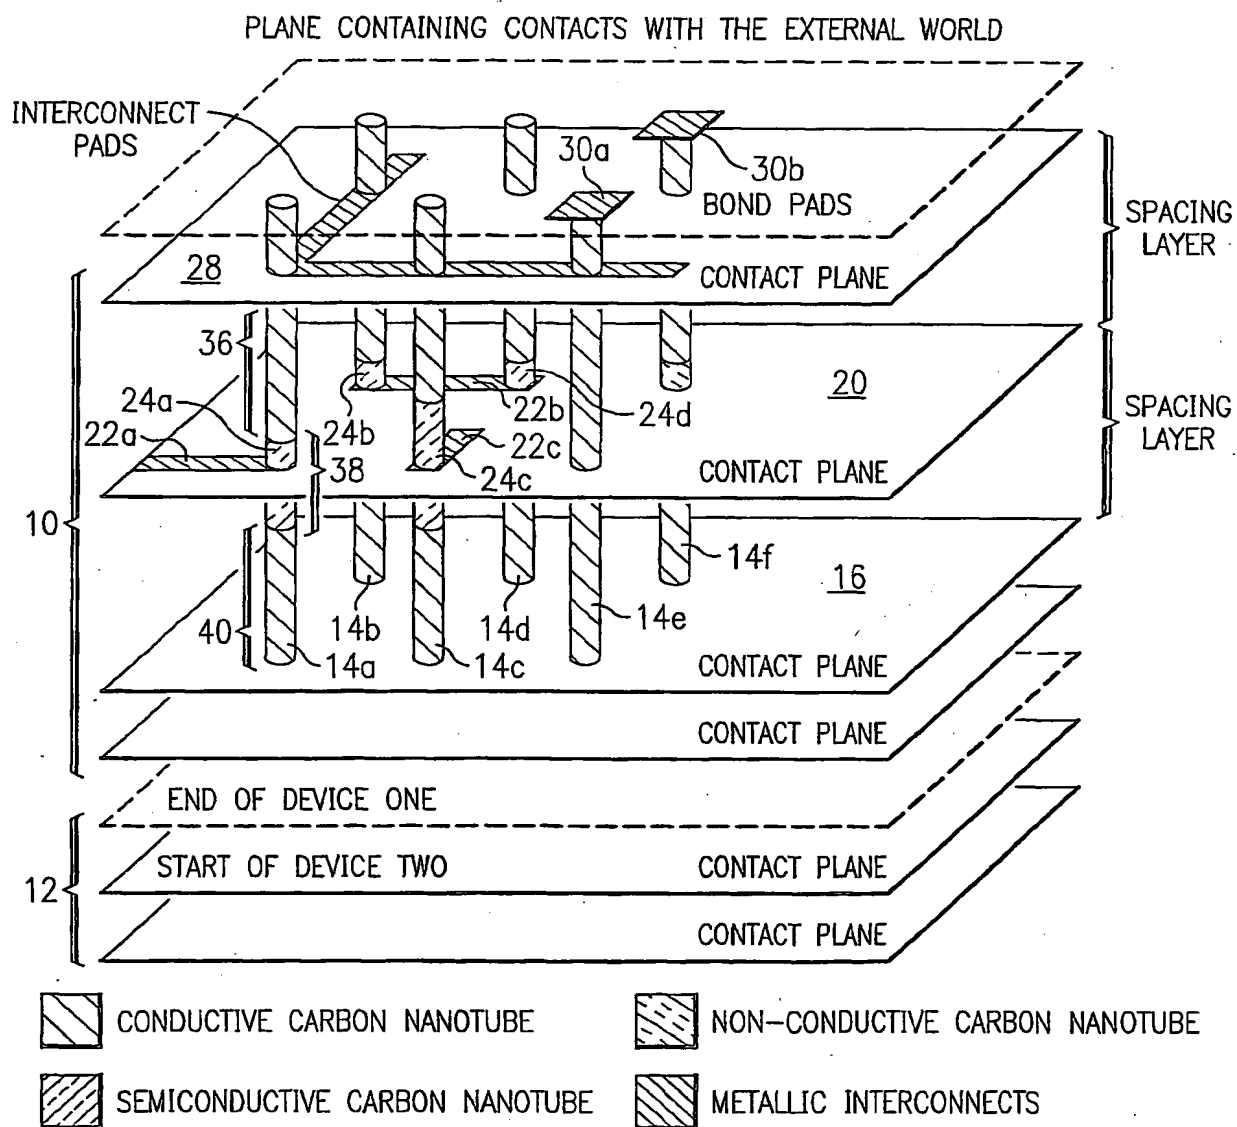 PLANE CONTAINING CONTACTS WITH THE EXTERNAL WORLD
INTERCONNECT
PADS
30a
30b
BOND PADS
SPACING
LAYER
28
CONTACT PLANE
36
20
24a
24b
22b
24d
22a
22c
38
24c
SPACING
LAYER
CONTACT PLANE
10
14f
16
40
14b
14d
14e
14a
14c
CONTACT PLANE
CONTACT PLANE
END OF DEVICE ONE
12
START OF DEVICE TWO
CONTACT PLANE
CONTACT PLANE
CONDUCTIVE CARBON NANOTUBE
NON-CONDUCTIVE CARBON NANOTUBE
SEMICONDUCTIVE CARBON NANOTUBE
METALLIC INTERCONNECTS